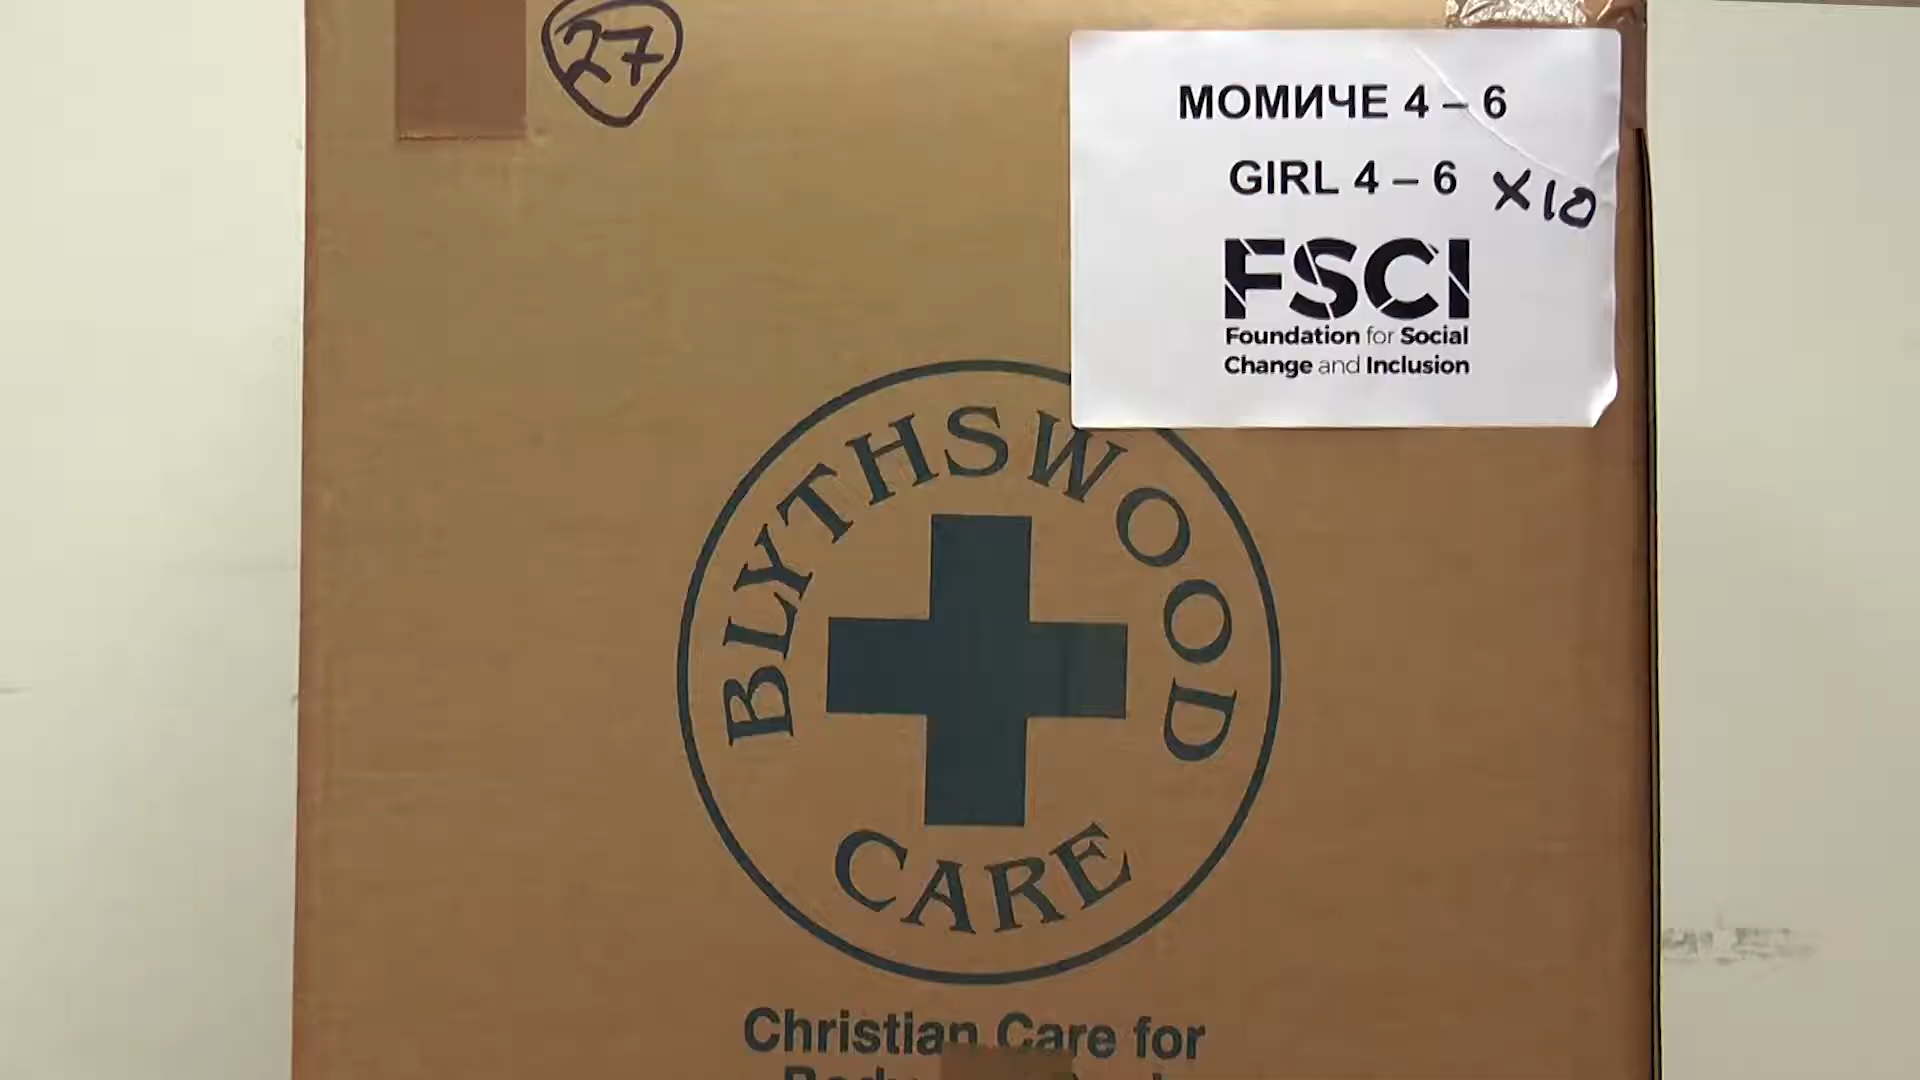 27
МОМИЧЕ 4 – 6
GIRL 4 – 6 X10
FSCI
Foundation for Social
Change and Inclusion
BLYTHSWOOD
CARE
Christian Care for